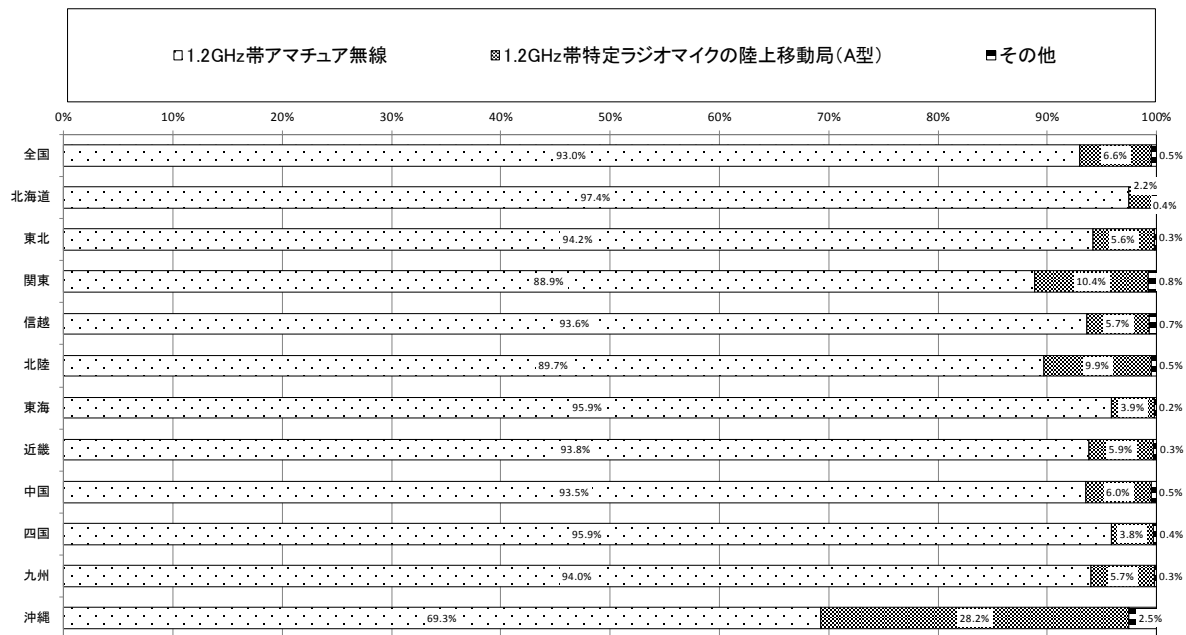 1.2GHz帯アマチュア無線 1.2GHz帯特定ラジオマイクの陸上移動局(A型) その他
0% 10% 20% 30% 40% 50% 60% 70% 80% 90% 100%
全国 93.0% 6.6% 0.5%
北海道 97.4% 2.2% 0.4%
東北 94.2% 5.6% 0.3%
関東 88.9% 10.4% 0.8%
信越 93.6% 5.7% 0.7%
北陸 89.7% 9.9% 0.5%
東海 95.9% 3.9% 0.2%
近畿 93.8% 5.9% 0.3%
中国 93.5% 6.0% 0.5%
四国 95.9% 3.8% 0.4%
九州 94.0% 5.7% 0.3%
沖縄 69.3% 28.2% 2.5%